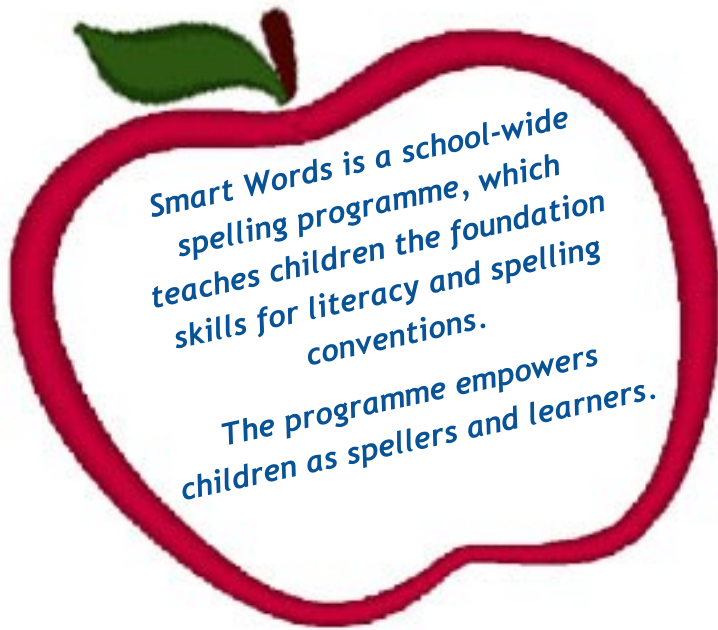 Smart Words is a school-wide
spelling programme, which
teaches children the foundation
skills for literacy and spelling
conventions.
The programme empowers
children as spellers and learners.